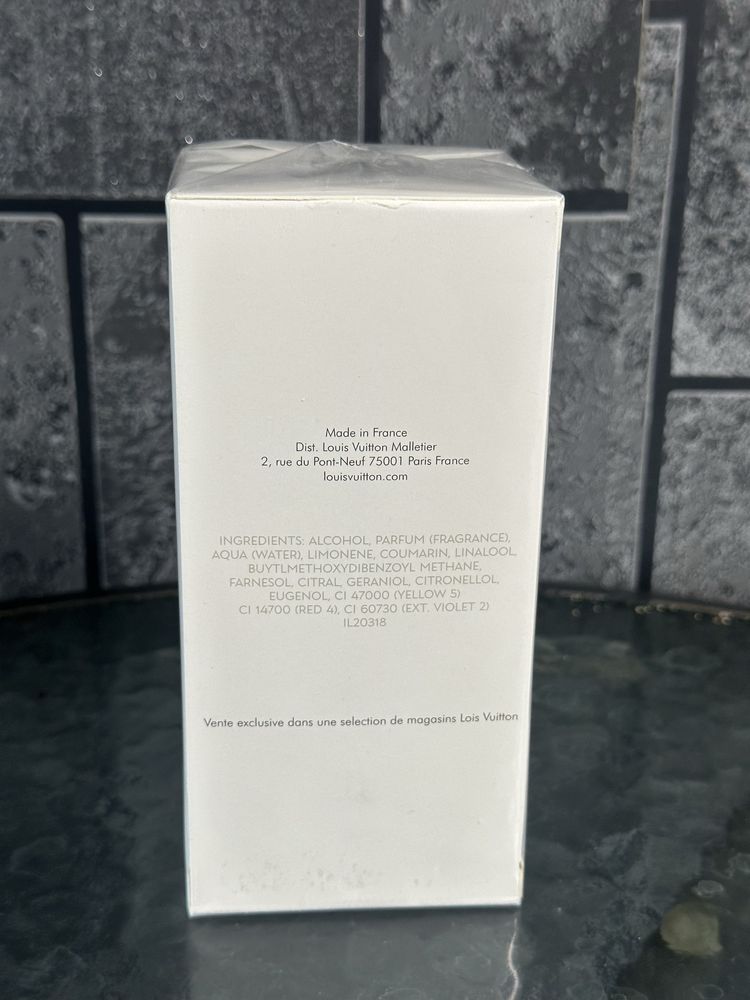 Made in France
Dist. Louis Vuitton Malletier
2, rue du Pont-Neuf 75001 Paris France
louisvuitton.com
INGREDIENTS: ALCOHOL, PARFUM (FRAGRANCE),
AQUA (WATER), LIMONENE, COUMARIN, LINALOOL,
BUYTLMETHOXYDIBENZOYL METHANE,
FARNESOL, CITRAL, GERANIOL, CITRONELLOL,
EUGENOL, CI 47000 (YELLOW 5)
CI 14700 (RED 4), CI 60730 (EXT. VIOLET 2)
IL20318
Vente exclusive dans une selection de magasins Lois Vuitton